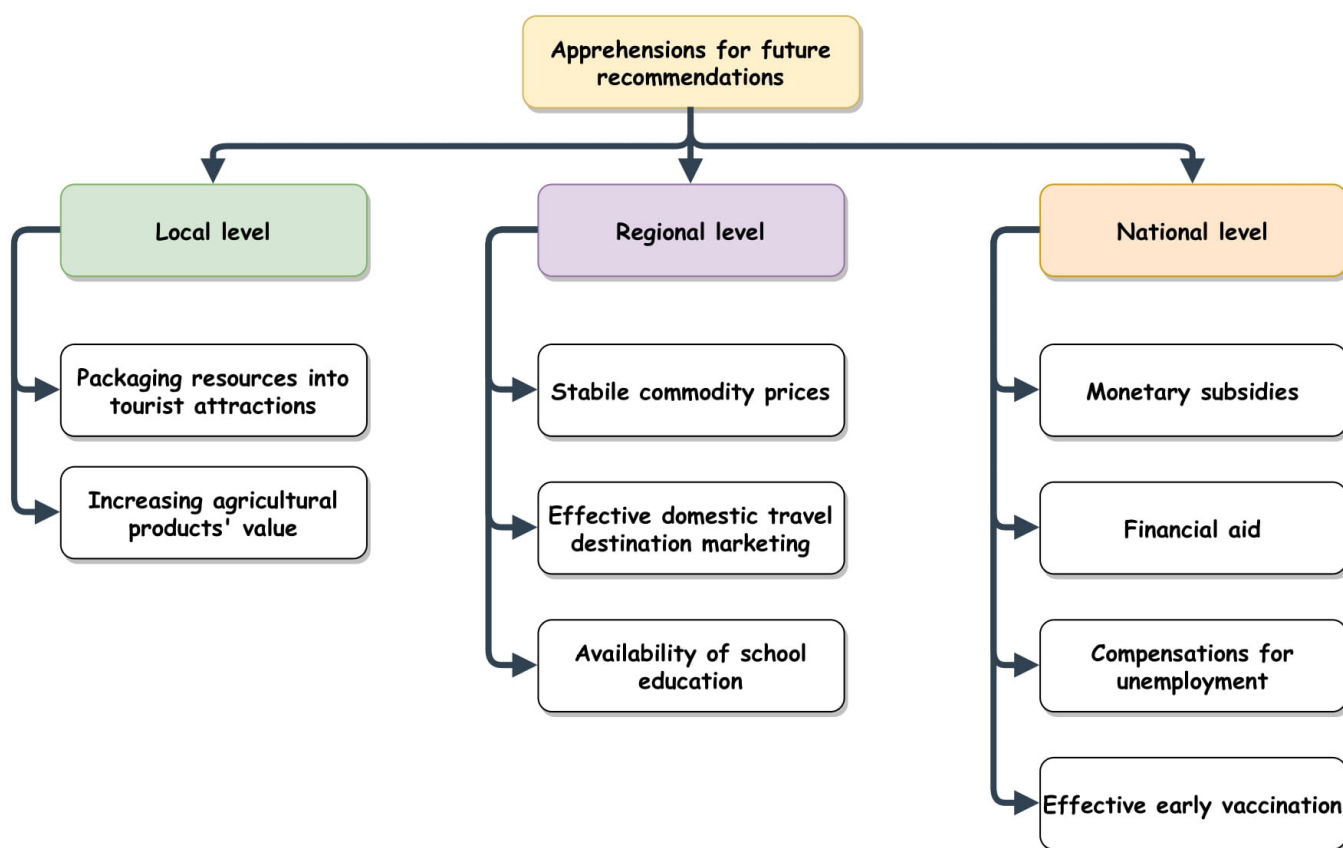 Apprehensions for future
recommendations
Local level
Regional level
National level
Packaging resources into
tourist attractions
Increasing agricultural
products' value
Stabile commodity prices
Effective domestic travel
destination marketing
Availability of school
education
Monetary subsidies
Financial aid
Compensations for
unemployment
Effective early vaccination